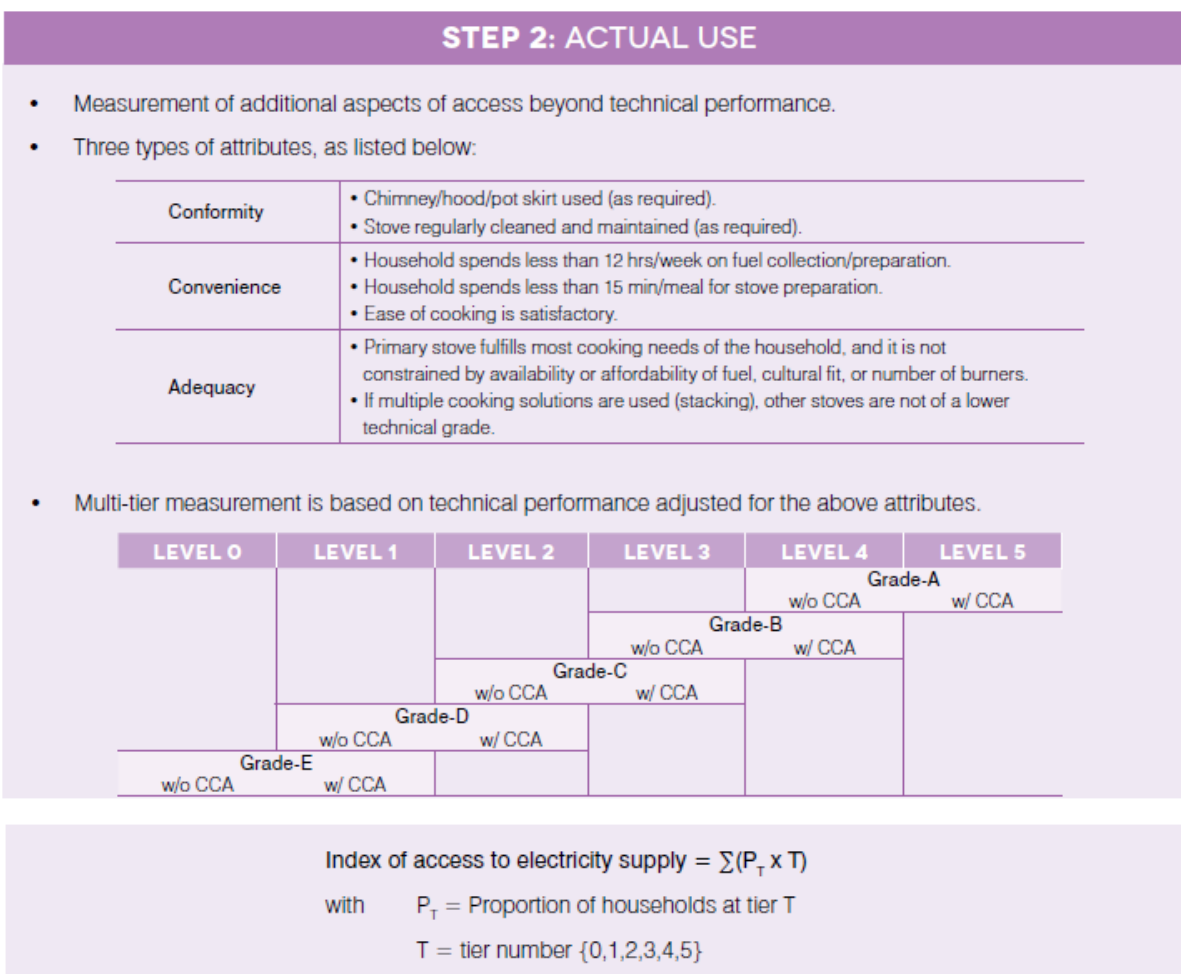 STEP 2: ACTUAL USE
• Measurement of additional aspects of access beyond technical performance.
• Three types of attributes, as listed below:
Conformity
• Chimney/hood/pot skirt used (as required).
• Stove regularly cleaned and maintained (as required).
Convenience
• Household spends less than 12 hrs/week on fuel collection/preparation.
• Household spends less than 15 min/meal for stove preparation.
• Ease of cooking is satisfactory.
Adequacy
• Primary stove fulfills most cooking needs of the household, and it is not
constrained by availability or affordability of fuel, cultural fit, or number of burners.
• If multiple cooking solutions are used (stacking), other stoves are not of a lower
technical grade.
• Multi-tier measurement is based on technical performance adjusted for the above attributes.
LEVEL 0 LEVEL 1 LEVEL 2 LEVEL 3 LEVEL 4 LEVEL 5
Grade-A
w/o CCA w/ CCA
Grade-B
w/o CCA w/ CCA
Grade-C
w/o CCA w/ CCA
Grade-D
w/o CCA w/ CCA
Grade-E
w/o CCA w/ CCA
Index of access to electricity supply = ∑(P_T x T)
with P_T = Proportion of households at tier T
T = tier number {0,1,2,3,4,5}